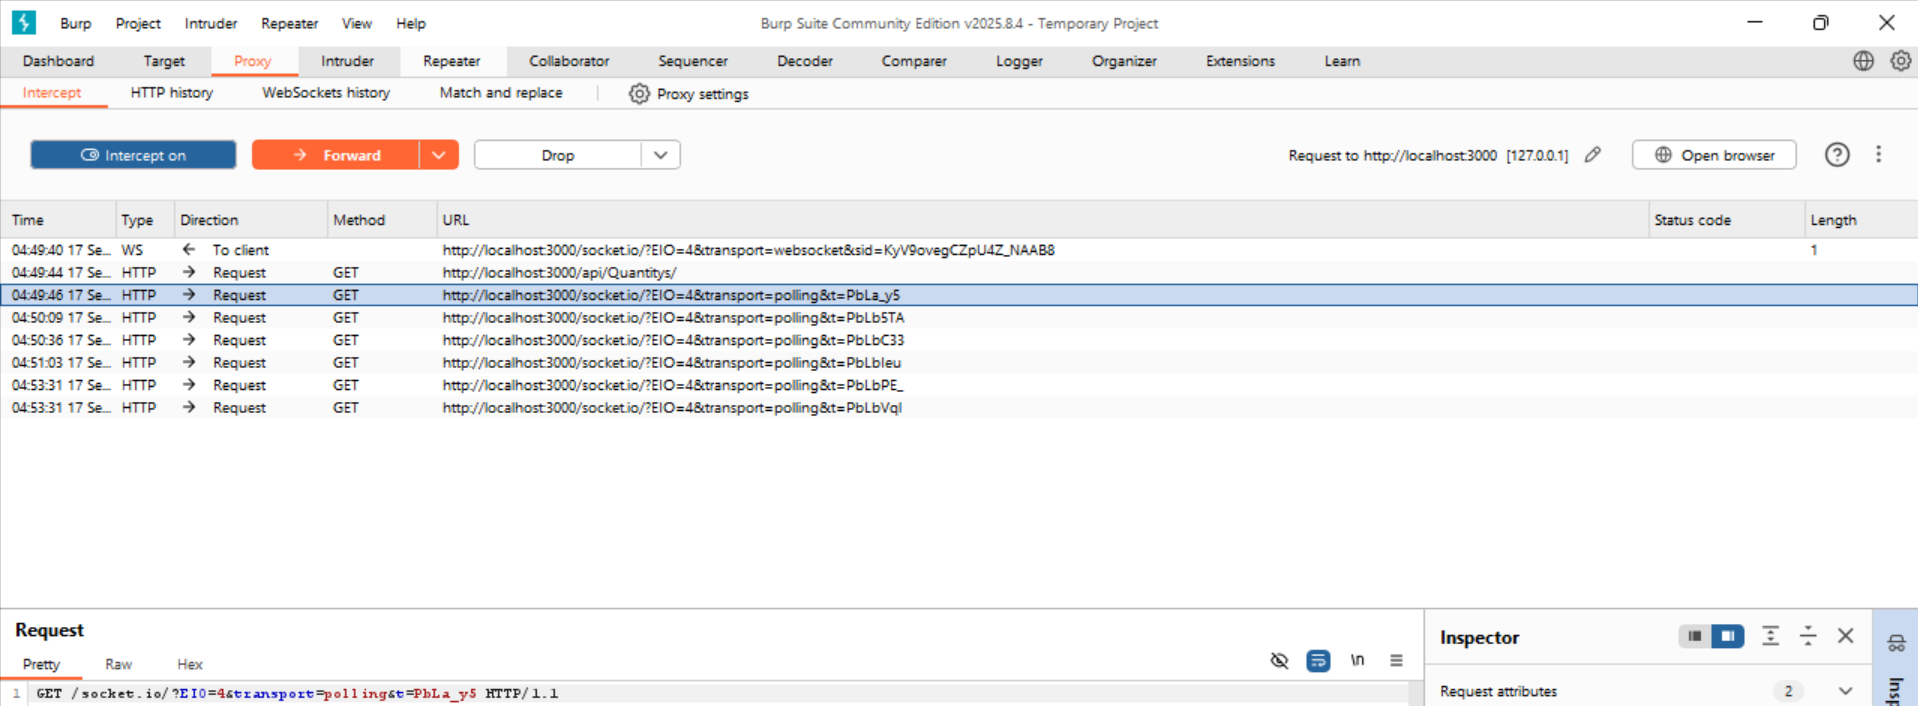 Burp Project Intruder Repeater View Help Burp Suite Community Edition v2025.8.4 - Temporary Project
Dashboard Target Proxy Intruder Repeater Collaborator Sequencer Decoder Comparer Logger Organizer Extensions Learn
Intercept HTTP history WebSockets history Match and replace Proxy settings
Intercept on Forward Drop Request to http://localhost:3000 [127.0.0.1] Open browser
Time Type Direction Method URL Status code Length
04:49:40 17 Se... WS ← To client http://localhost:3000/socket.io/?EIO=4&transport=websocket&sid=KyV9ovegCZpU4Z_NAAB8 1
04:49:44 17 Se... HTTP → Request GET http://localhost:3000/api/Quantitys/
04:49:46 17 Se... HTTP → Request GET http://localhost:3000/socket.io/?EIO=4&transport=polling&t=PbLa_y5
04:50:09 17 Se... HTTP → Request GET http://localhost:3000/socket.io/?EIO=4&transport=polling&t=PbLb5TA
04:50:36 17 Se... HTTP → Request GET http://localhost:3000/socket.io/?EIO=4&transport=polling&t=PbLbC33
04:51:03 17 Se... HTTP → Request GET http://localhost:3000/socket.io/?EIO=4&transport=polling&t=PbLbIeu
04:53:31 17 Se... HTTP → Request GET http://localhost:3000/socket.io/?EIO=4&transport=polling&t=PbLbPE_
04:53:31 17 Se... HTTP → Request GET http://localhost:3000/socket.io/?EIO=4&transport=polling&t=PbLbVql
Request
Inspector
Pretty Raw Hex \n
1 GET /socket.io/?EIO=4&transport=polling&t=PbLa_y5 HTTP/1.1
Request attributes 2
Insp